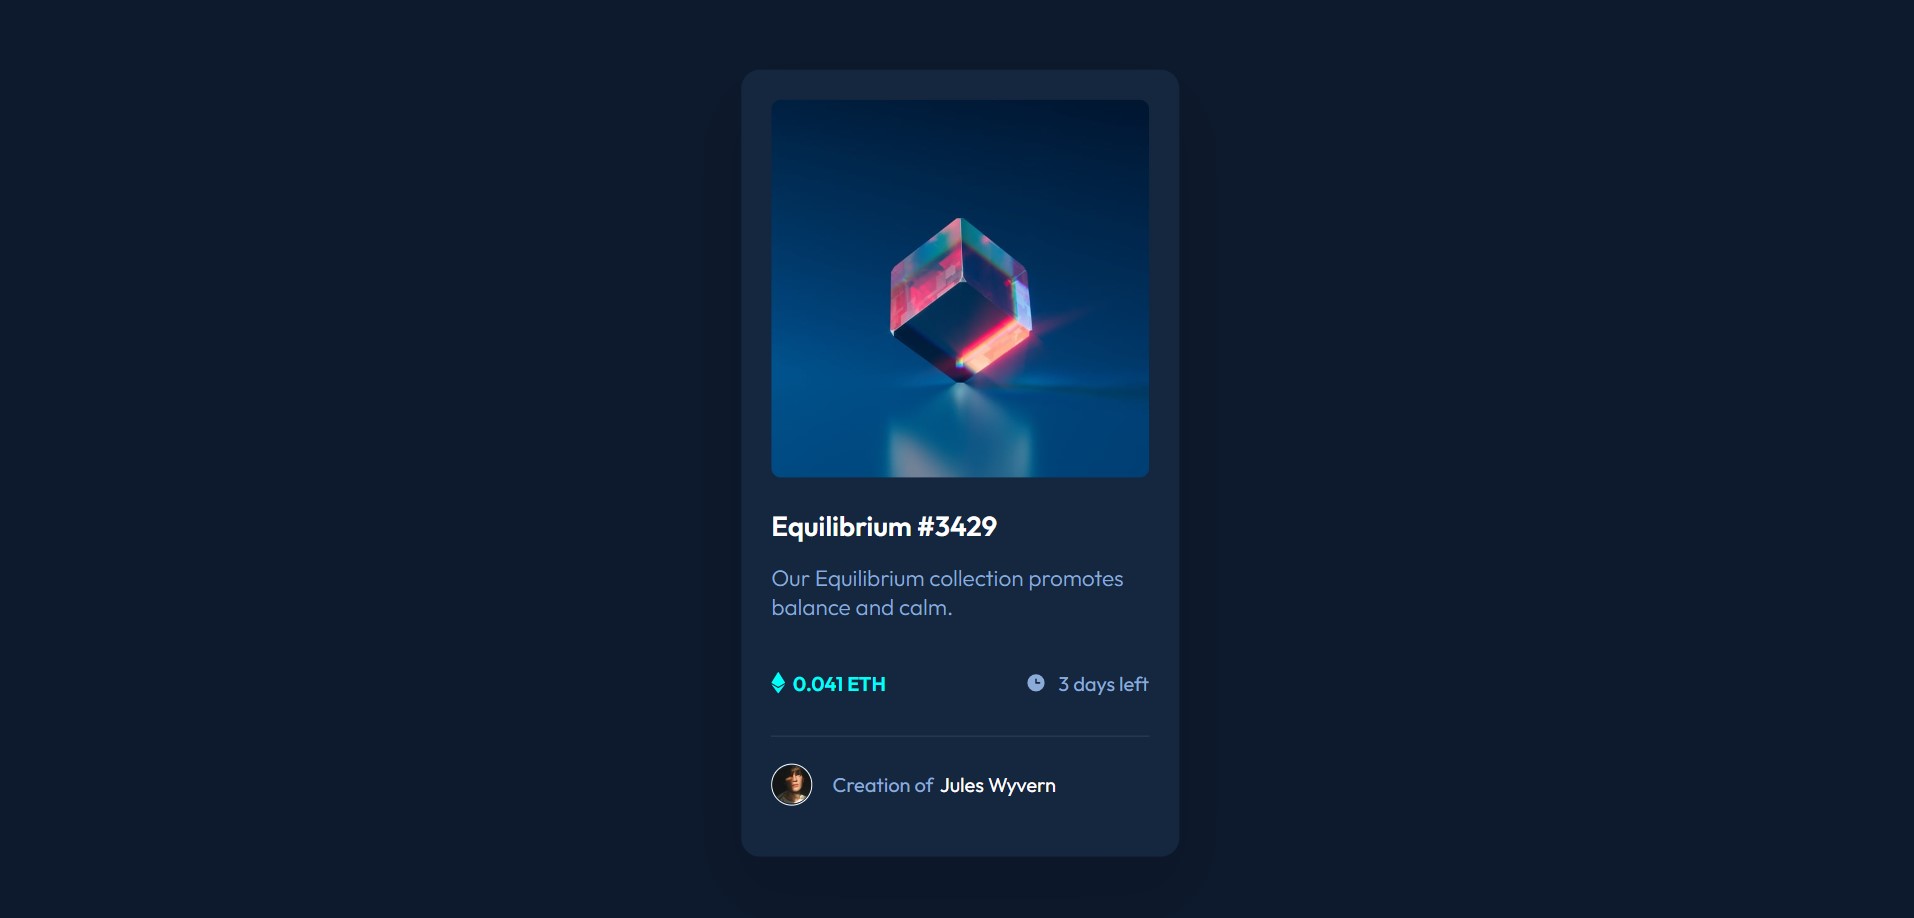 Equilibrium #3429
Our Equilibrium collection promotes
balance and calm.
0.041 ETH
3 days left
Creation of Jules Wyvern